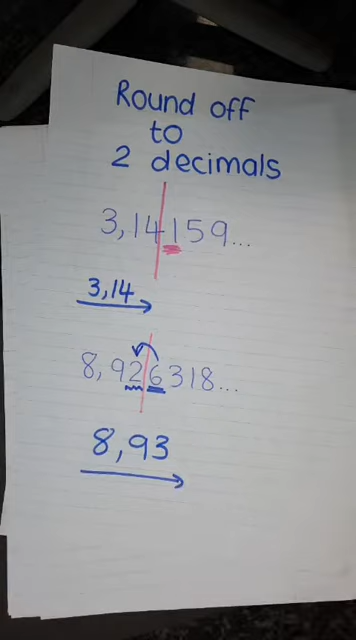 Round off
to
2 decimals
3,14159...
3,14
8,926318...
8,93